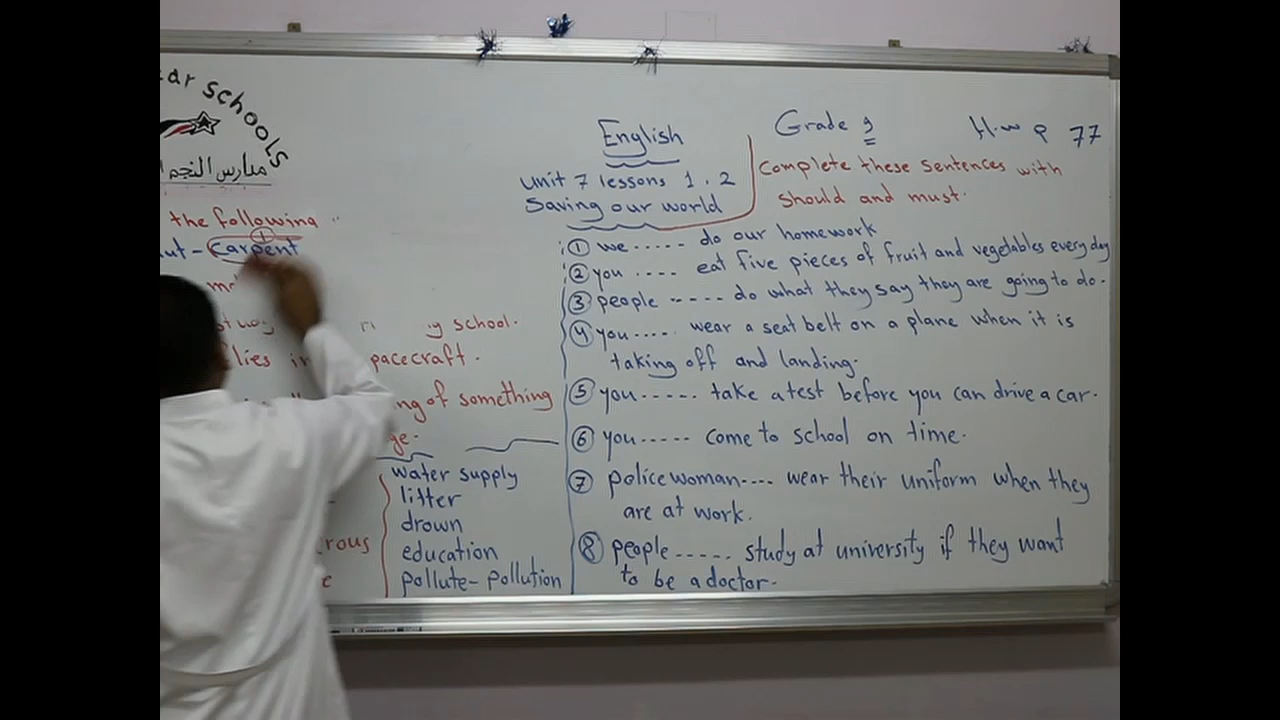 ar schools
مدارس النجم
the following
carpent
school.
lies in
pacecraft.
ng of something
ge.
rous
water supply
litter
drown
education
pollute - pollution
English
Unit 7 lessons 1, 2
Saving our world
Grade 9
H.w P 77
Complete these sentences with
should and must.
① we ..... do our homework
② you .... eat five pieces of fruit and vegetables every day
③ people ..... do what they say they are going to do.
④ you .... wear a seat belt on a plane when it is
taking off and landing.
⑤ you ..... take a test before you can drive a car.
⑥ you ..... come to school on time.
⑦ police woman .... wear their uniform when they
are at work.
⑧ people ..... study at university if they want
to be a doctor.